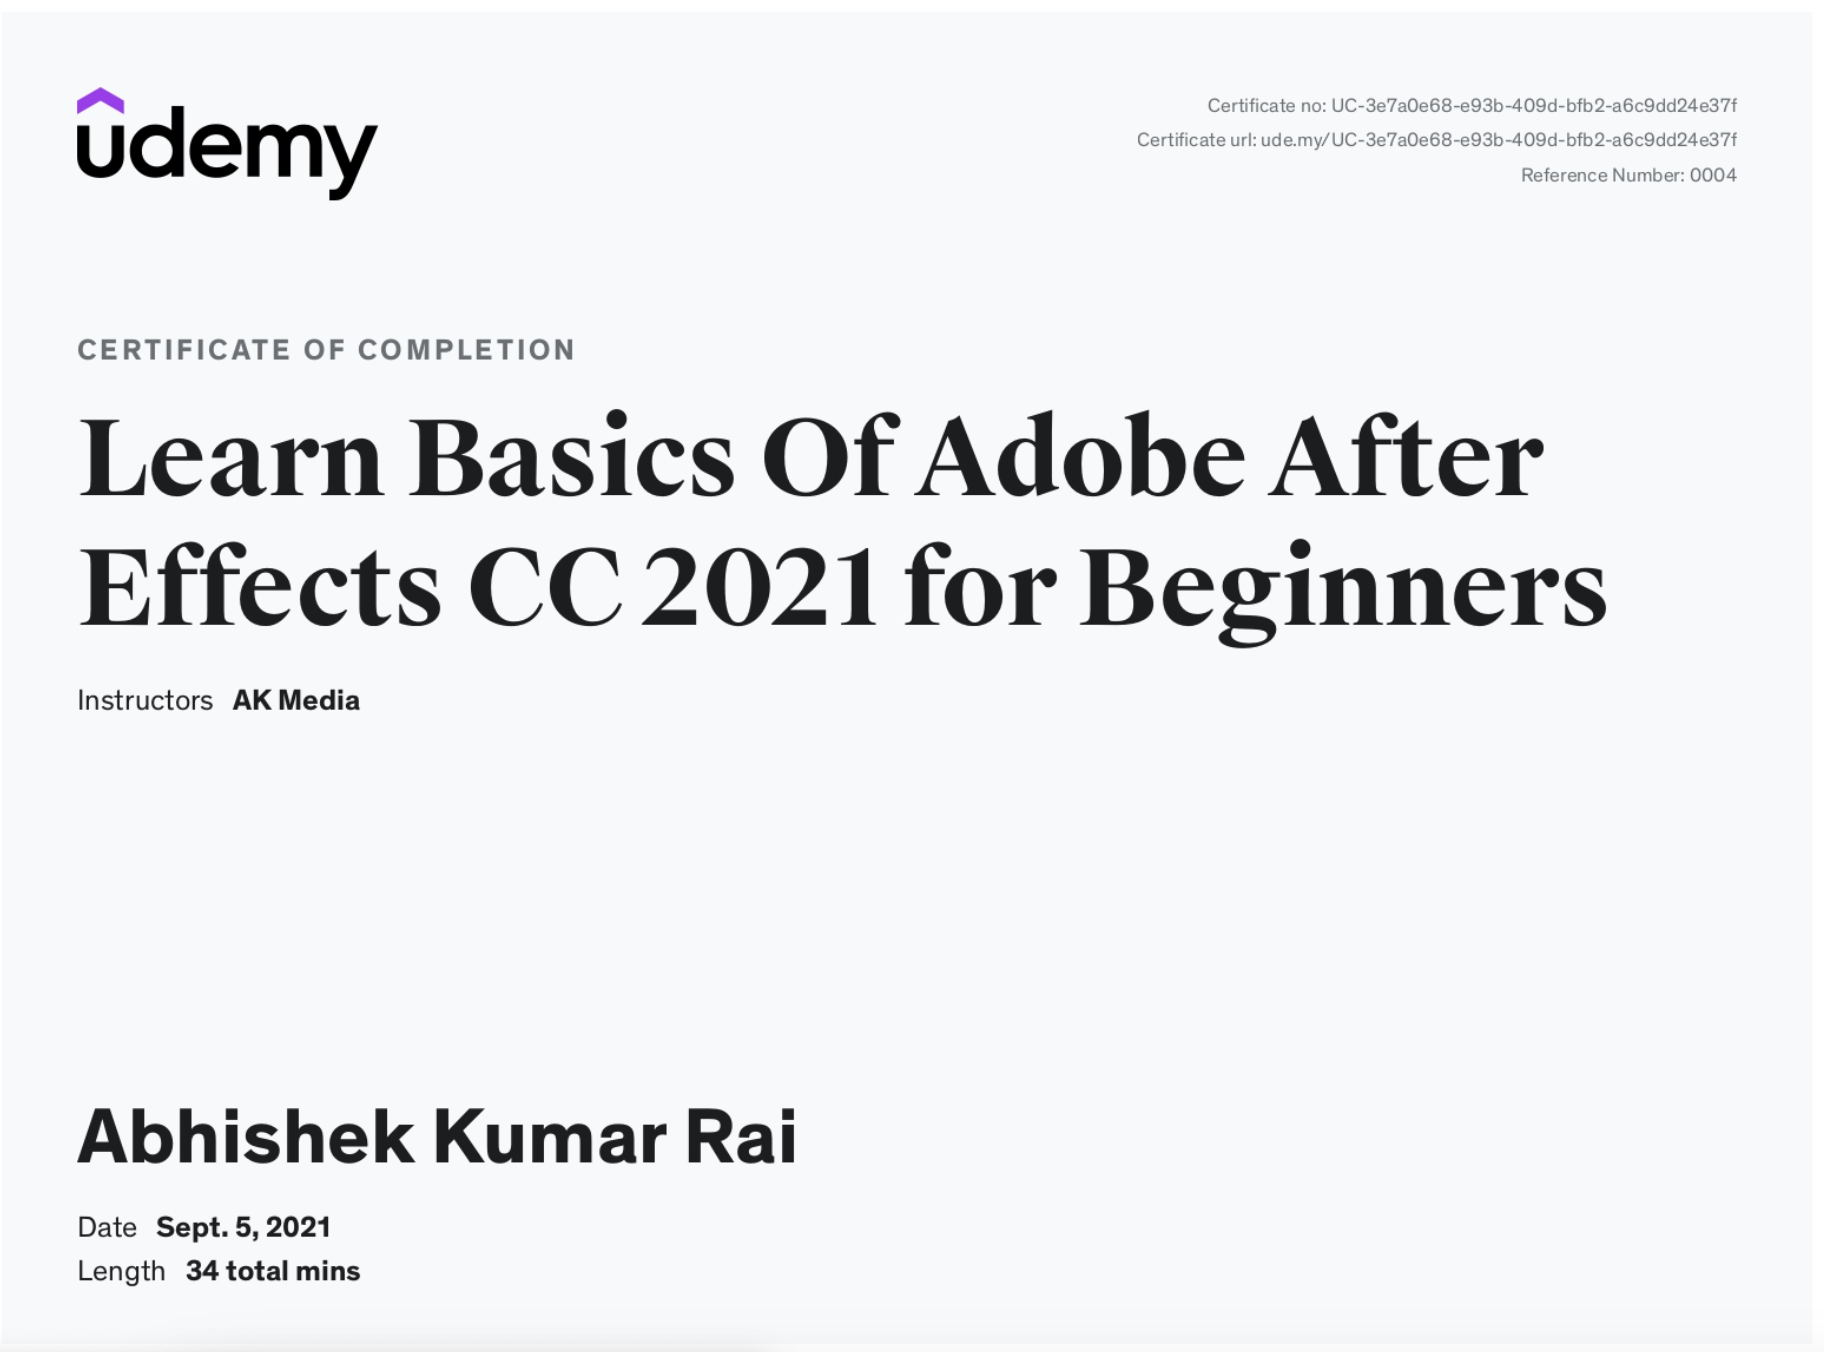 udemy
Certificate no: UC-3e7a0e68-e93b-409d-bfb2-a6c9dd24e37f
Certificate url: ude.my/UC-3e7a0e68-e93b-409d-bfb2-a6c9dd24e37f
Reference Number: 0004
CERTIFICATE OF COMPLETION
Learn Basics Of Adobe After
Effects CC 2021 for Beginners
Instructors AK Media
Abhishek Kumar Rai
Date Sept. 5, 2021
Length 34 total mins